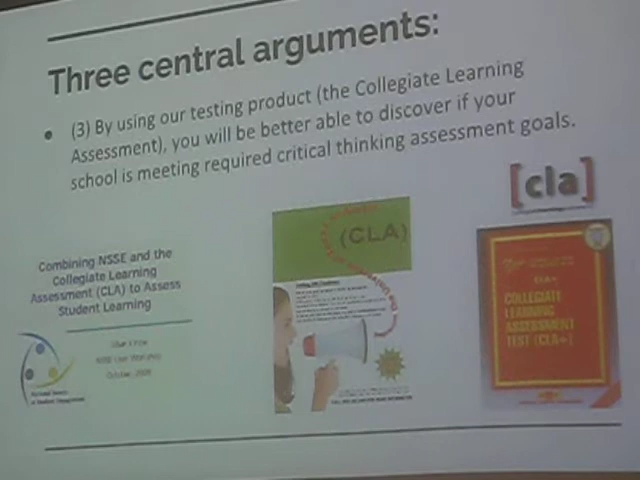 Three central arguments:
• (3) By using our testing product (the Collegiate Learning
Assessment), you will be better able to discover if your
school is meeting required critical thinking assessment goals.
[cla]
Combining NSSE and the
Collegiate Learning
Assessment (CLA) to Assess
Student Learning
October
(CLA)
COLLEGIATE
LEARNING
ASSESSMENT
TEST (CLA+)